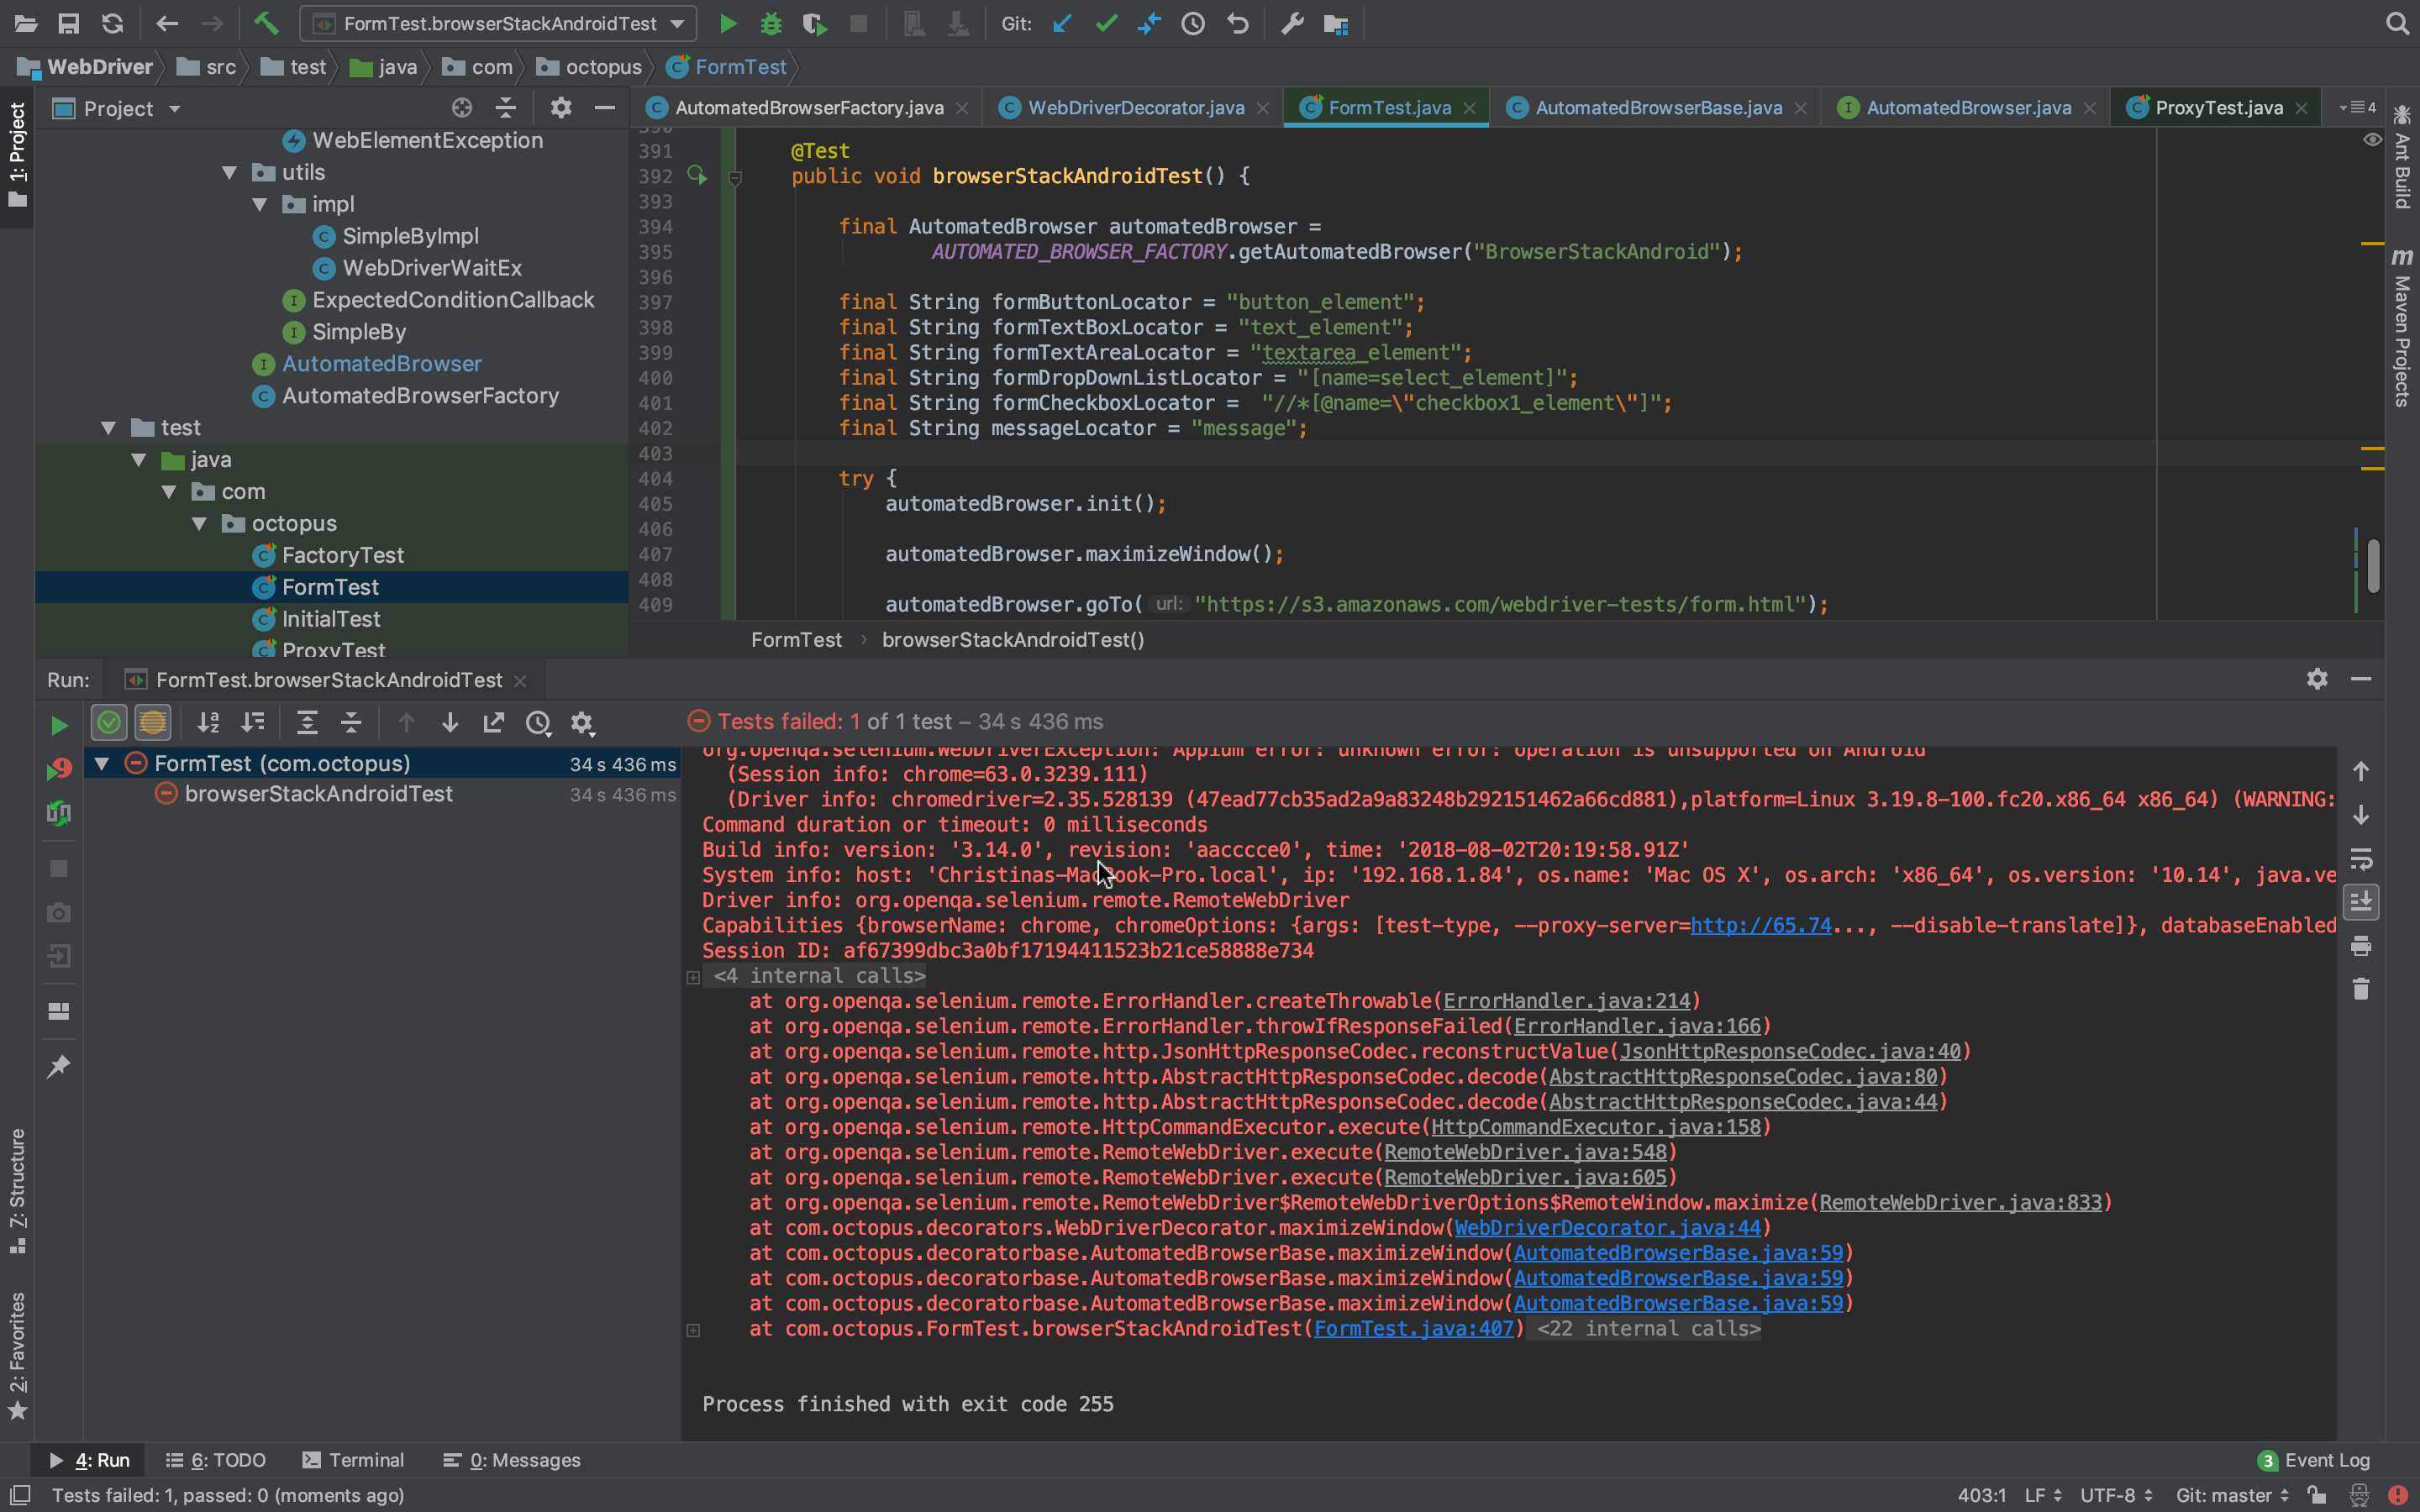 FormTest.browserStackAndroidTest
Git:
WebDriver
src
test
java
com
octopus
FormTest
1: Project
Project
AutomatedBrowserFactory.java
WebDriverDecorator.java
FormTest.java
AutomatedBrowserBase.java
AutomatedBrowser.java
ProxyTest.java
4
Ant Build
Maven Projects
WebElementException
utils
impl
SimpleByImpl
WebDriverWaitEx
ExpectedConditionCallback
SimpleBy
AutomatedBrowser
AutomatedBrowserFactory
test
java
com
octopus
FactoryTest
FormTest
InitialTest
ProxyTest
390
391 @Test
392 public void browserStackAndroidTest() {
393
394 final AutomatedBrowser automatedBrowser =
395 AUTOMATED_BROWSER_FACTORY.getAutomatedBrowser("BrowserStackAndroid");
396
397 final String formButtonLocator = "button_element";
398 final String formTextBoxLocator = "text_element";
399 final String formTextAreaLocator = "textarea_element";
400 final String formDropDownListLocator = "[name=select_element]";
401 final String formCheckboxLocator =  "//*[@name=\"checkbox1_element\"]";
402 final String messageLocator = "message";
403
404 try {
405 automatedBrowser.init();
406
407 automatedBrowser.maximizeWindow();
408
409 automatedBrowser.goTo( url: "https://s3.amazonaws.com/webdriver-tests/form.html");
FormTest › browserStackAndroidTest()
Run: FormTest.browserStackAndroidTest
Tests failed: 1 of 1 test – 34 s 436 ms
FormTest (com.octopus) 34 s 436 ms
browserStackAndroidTest 34 s 436 ms
org.openqa.selenium.WebDriverException: Appium error: unknown error: operation is unsupported on Android
(Session info: chrome=63.0.3239.111)
(Driver info: chromedriver=2.35.528139 (47ead77cb35ad2a9a83248b292151462a66cd881),platform=Linux 3.19.8-100.fc20.x86_64 x86_64) (WARNING:
Command duration or timeout: 0 milliseconds
Build info: version: '3.14.0', revision: 'aacccce0', time: '2018-08-02T20:19:58.91Z'
System info: host: 'Christinas-MacBook-Pro.local', ip: '192.168.1.84', os.name: 'Mac OS X', os.arch: 'x86_64', os.version: '10.14', java.ve
Driver info: org.openqa.selenium.remote.RemoteWebDriver
Capabilities {browserName: chrome, chromeOptions: {args: [test-type, --proxy-server=http://65.74..., --disable-translate]}, databaseEnabled
Session ID: af67399dbc3a0bf17194411523b21ce58888e734
<4 internal calls>
at org.openqa.selenium.remote.ErrorHandler.createThrowable(ErrorHandler.java:214)
at org.openqa.selenium.remote.ErrorHandler.throwIfResponseFailed(ErrorHandler.java:166)
at org.openqa.selenium.remote.http.JsonHttpResponseCodec.reconstructValue(JsonHttpResponseCodec.java:40)
at org.openqa.selenium.remote.http.AbstractHttpResponseCodec.decode(AbstractHttpResponseCodec.java:80)
at org.openqa.selenium.remote.http.AbstractHttpResponseCodec.decode(AbstractHttpResponseCodec.java:44)
at org.openqa.selenium.remote.HttpCommandExecutor.execute(HttpCommandExecutor.java:158)
at org.openqa.selenium.remote.RemoteWebDriver.execute(RemoteWebDriver.java:548)
at org.openqa.selenium.remote.RemoteWebDriver.execute(RemoteWebDriver.java:605)
at org.openqa.selenium.remote.RemoteWebDriver$RemoteWebDriverOptions$RemoteWindow.maximize(RemoteWebDriver.java:833)
at com.octopus.decorators.WebDriverDecorator.maximizeWindow(WebDriverDecorator.java:44)
at com.octopus.decoratorbase.AutomatedBrowserBase.maximizeWindow(AutomatedBrowserBase.java:59)
at com.octopus.decoratorbase.AutomatedBrowserBase.maximizeWindow(AutomatedBrowserBase.java:59)
at com.octopus.decoratorbase.AutomatedBrowserBase.maximizeWindow(AutomatedBrowserBase.java:59)
at com.octopus.FormTest.browserStackAndroidTest(FormTest.java:407) <22 internal calls>
Process finished with exit code 255
7: Structure
2: Favorites
4: Run
6: TODO
Terminal
0: Messages
3 Event Log
Tests failed: 1, passed: 0 (moments ago)
403:1 LF UTF-8 Git: master